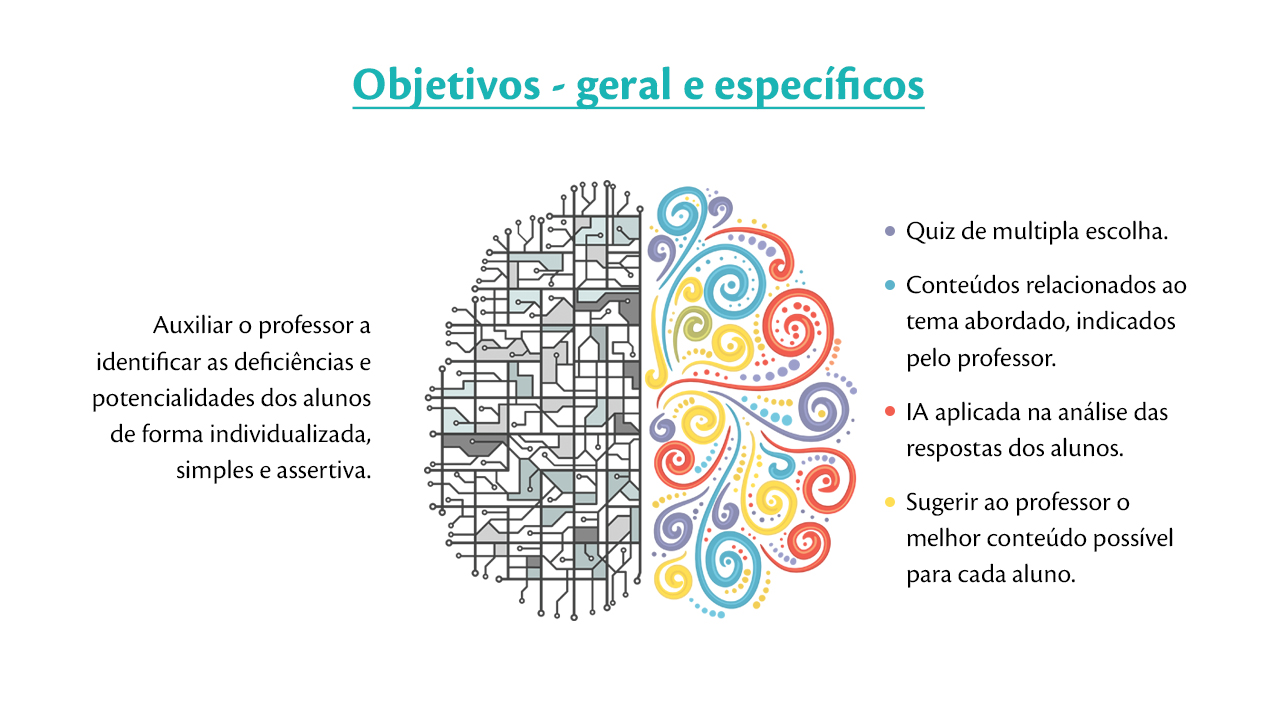 Objetivos - geral e específicos
Auxiliar o professor a
identificar as deficiências e
potencialidades dos alunos
de forma individualizada,
simples e assertiva.
Quiz de multipla escolha.
Conteúdos relacionados ao
tema abordado, indicados
pelo professor.
IA aplicada na análise das
respostas dos alunos.
Sugerir ao professor o
melhor conteúdo possível
para cada aluno.